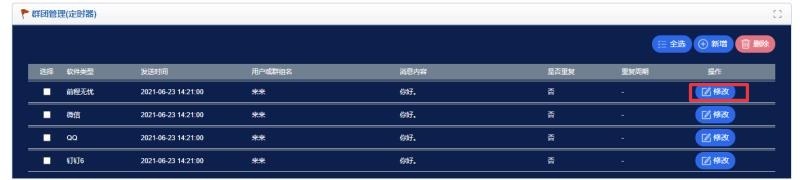 群团管理(定时器)
全选 新增 删除
选择 软件类型 发送时间 用户或群组名 消息内容 是否重复 重复周期 操作
前程无忧 2021-06-23 14:21:00 来来 你好。 否 - 修改
微信 2021-06-23 14:21:00 来来 你好。 否 - 修改
QQ 2021-06-23 14:21:00 来来 你好。 否 - 修改
钉钉6 2021-06-23 14:21:00 来来 你好。 否 - 修改